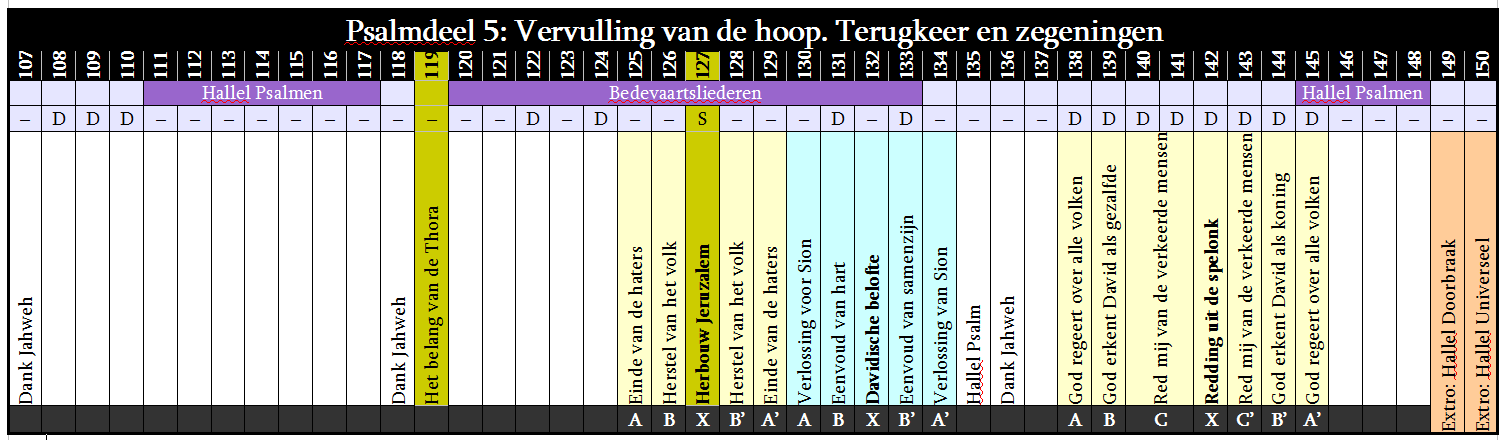 Psalmdeel 5: Vervulling van de hoop. Terugkeer en zegeningen
107 108 109 110 111 112 113 114 115 116 117 118 119 120 121 122 123 124 125 126 127 128 129 130 131 132 133 134 135 136 137 138 139 140 141 142 143 144 145 146 147 148 149 150
Hallel Psalmen Bedevaartsliederen Hallel Psalmen
– D D D – – – – – – – – – – – D – D – – S – – – D – D – – – – D D D D D D D D – – – – –
Dank Jahweh
Dank Jahweh
Het belang van de Thora
Einde van de haters
Herstel van het volk
Herbouw Jeruzalem
Herstel van het volk
Einde van de haters
Verlossing voor Sion
Eenvoud van hart
Davidische belofte
Eenvoud van samenzijn
Verlossing van Sion
Hallel Psalm
Dank Jahweh
God regeert over alle volken
God erkent David als gezalfde
Red mij van de verkeerde mensen
Redding uit de spelonk
Red mij van de verkeerde mensen
God erkent David als koning
God regeert over alle volken
Extro: Hallel Doorbraak
Extro: Hallel Universeel
A B X B' A' A B X B' A' A B C X C' B' A'